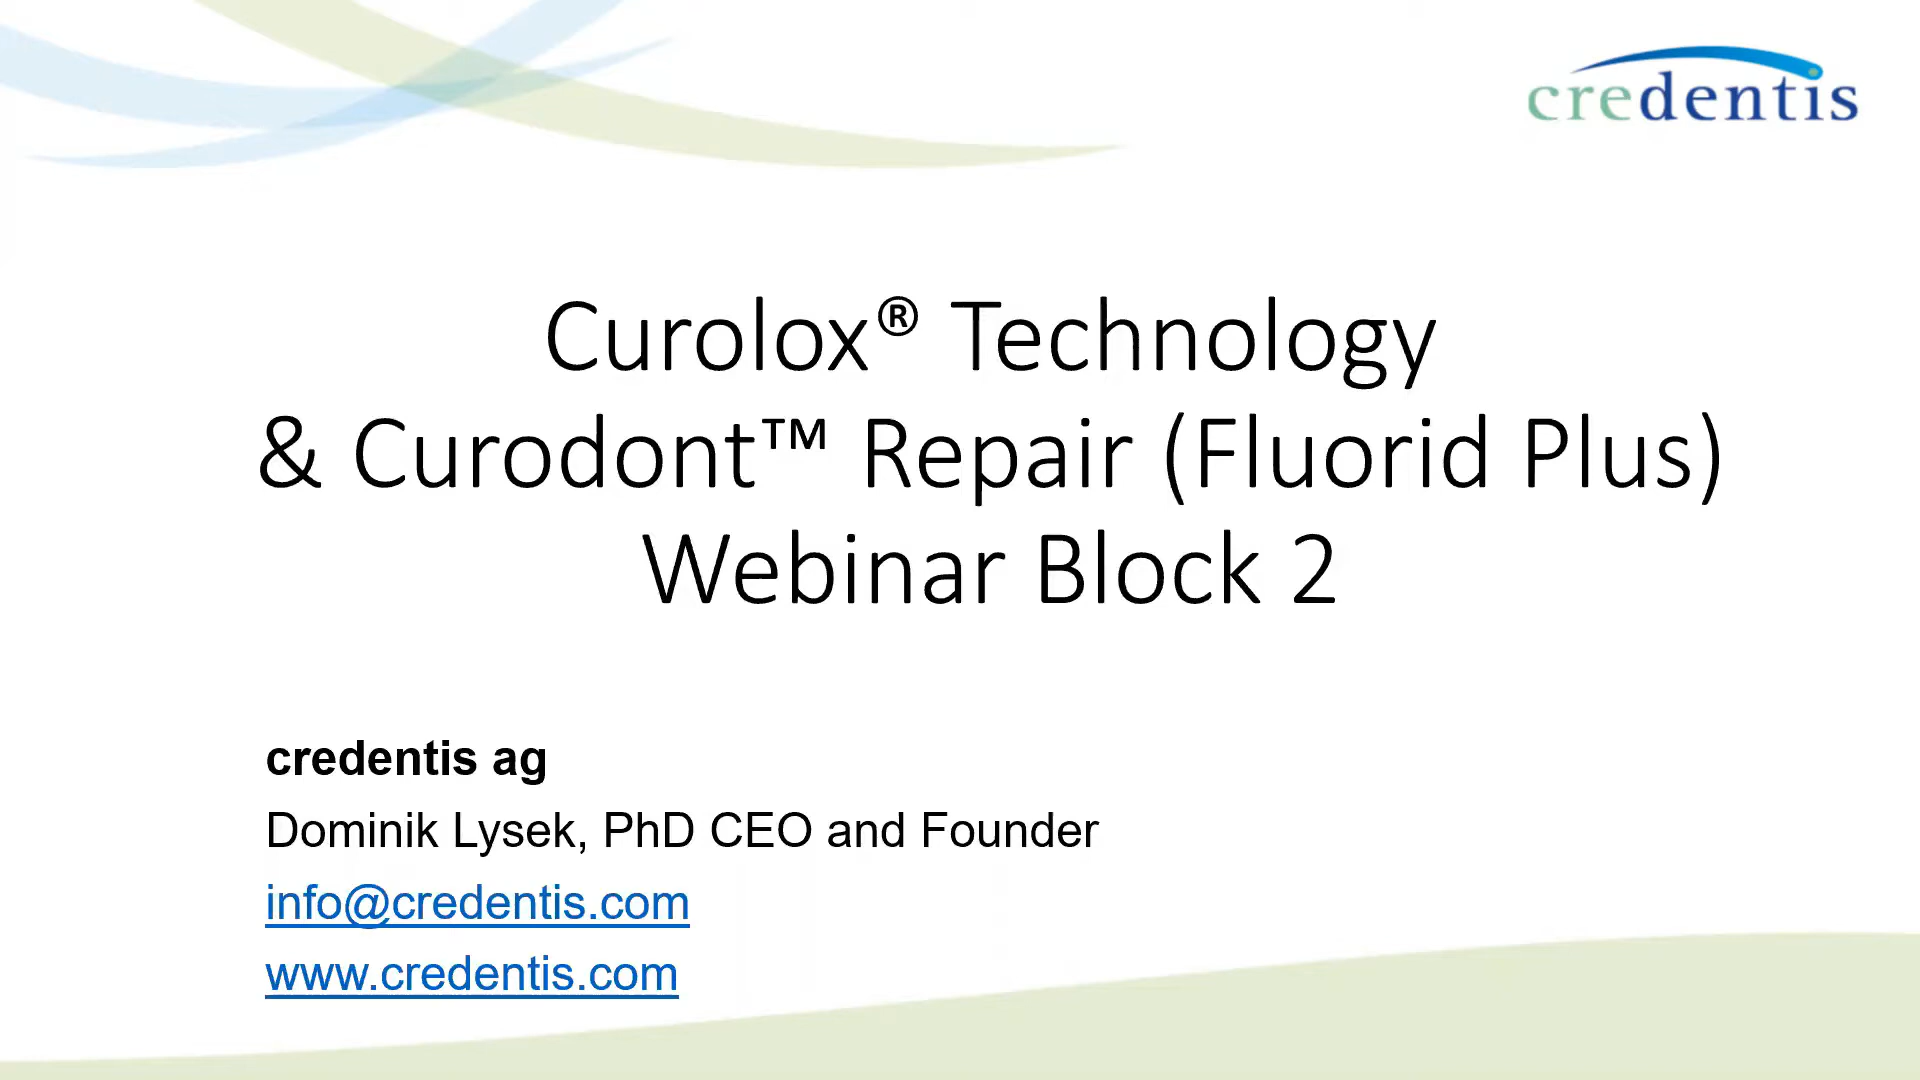 credentis
Curolox® Technology
& Curodont™ Repair (Fluorid Plus)
Webinar Block 2
credentis ag
Dominik Lysek, PhD CEO and Founder
info@credentis.com
www.credentis.com